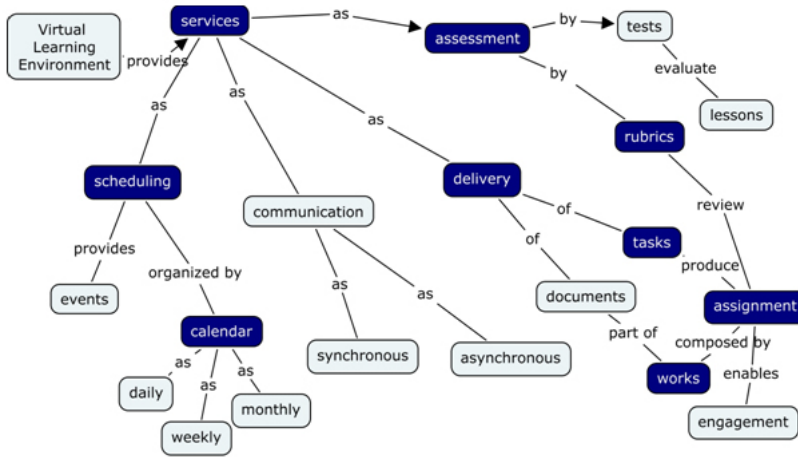 Virtual
Learning
Environment
provides
services
as
assessment
by
tests
evaluate
lessons
by
rubrics
as
as
as
scheduling
communication
delivery
of
tasks
review
provides
organized by
of
produce
events
as
as
documents
assignment
calendar
part of
composed by
synchronous
asynchronous
as
as
as
daily
weekly
monthly
works
enables
engagement